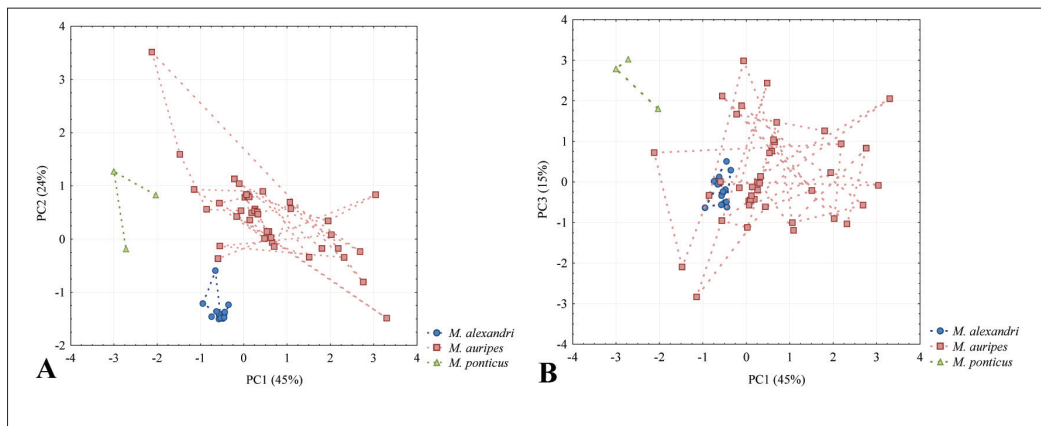 4
3
2
1
0
-1
-2
PC2 (24%)
-4 -3 -2 -1 0 1 2 3 4
PC1 (45%)
A
M. alexandri
M. auripes
M. ponticus
4
3
2
1
0
-1
-2
-3
-4
PC3 (15%)
-4 -3 -2 -1 0 1 2 3 4
PC1 (45%)
B
M. alexandri
M. auripes
M. ponticus